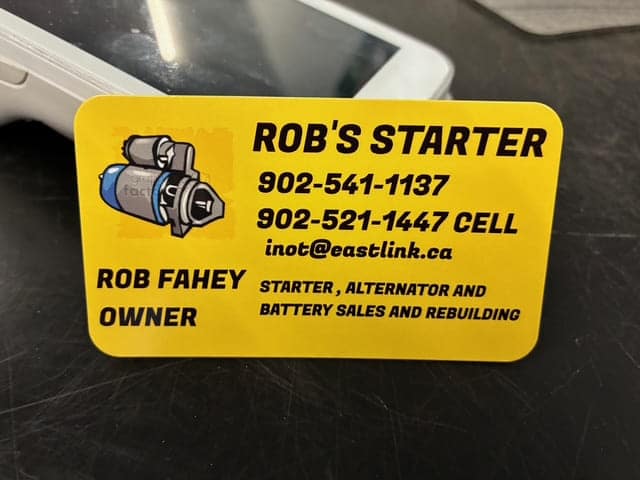 ROB'S STARTER
902-541-1137
902-521-1447 CELL
inot@eastlink.ca
ROB FAHEY
OWNER
STARTER, ALTERNATOR AND
BATTERY SALES AND REBUILDING